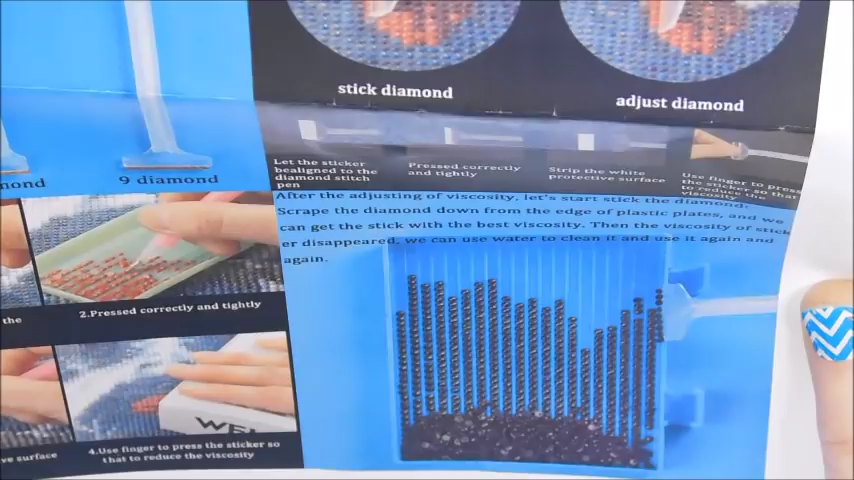 stick diamond
adjust diamond
Let the sticker
bealigned to the
diamond stitch
pen
Pressed correctly
and tightly
Strip the white
protective surface
Use finger to press
the sticker so that
to reduce the
viscosity
mond
9 diamond
After the adjusting of viscosity, let's start stick the diamond.
Scrape the diamond down from the edge of plastic plates, and we
can get the stick with the best viscosity. Then the viscosity of stick
er disappeared, we can use water to clean it and use it again and
again.
the
2.Pressed correctly and tightly
WEL
surface
4.Use finger to press the sticker so
that to reduce the viscosity